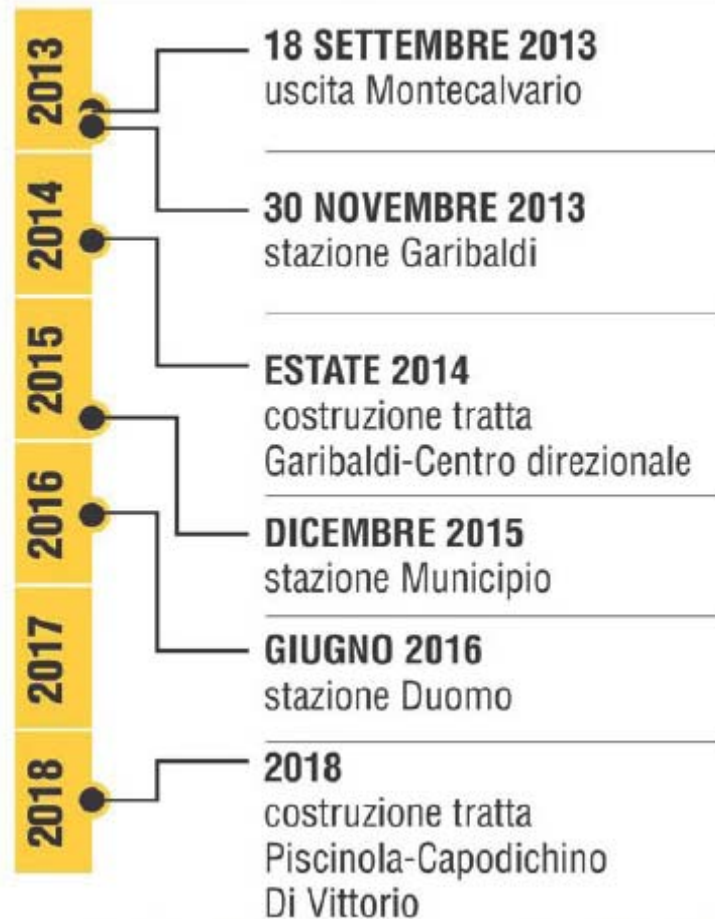 2013
18 SETTEMBRE 2013
uscita Montecalvario
30 NOVEMBRE 2013
stazione Garibaldi
2014
ESTATE 2014
costruzione tratta
Garibaldi-Centro direzionale
2015
DICEMBRE 2015
stazione Municipio
2016
GIUGNO 2016
stazione Duomo
2017
2018
2018
costruzione tratta
Piscinola-Capodichino
Di Vittorio